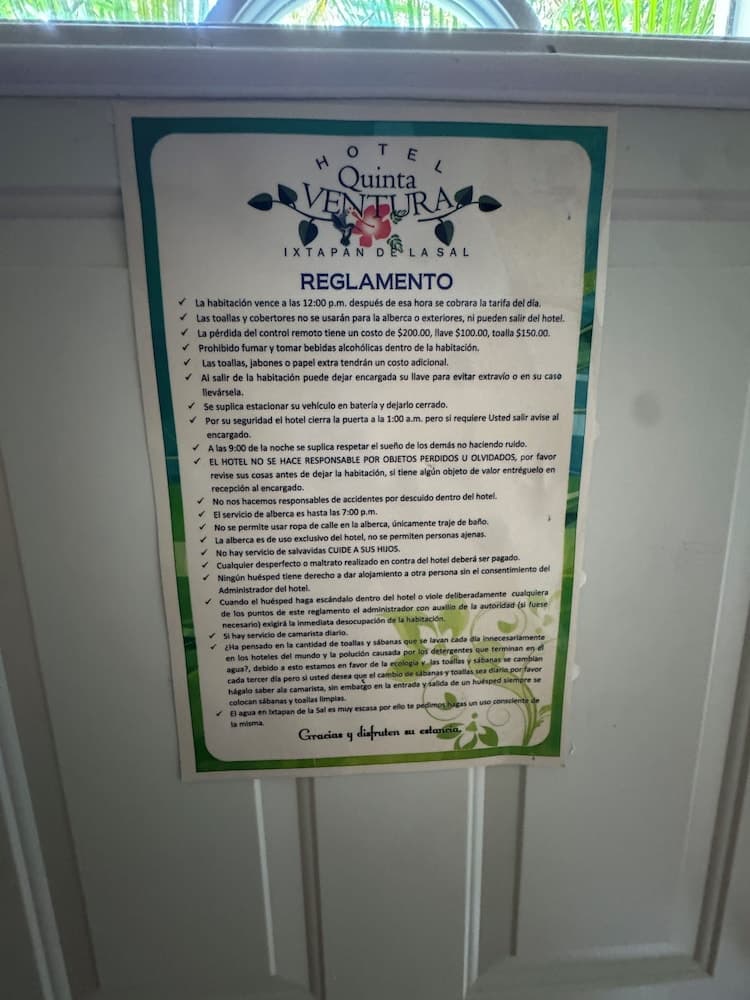 HOTEL
Quinta
VENTURA
IXTAPAN DE LA SAL
REGLAMENTO
✓ La habitación vence a las 12:00 p.m. después de esa hora se cobrara la tarifa del día.
✓ Las toallas y cobertores no se usarán para la alberca o exteriores, ni pueden salir del hotel.
✓ La pérdida del control remoto tiene un costo de $200.00, llave $100.00, toalla $150.00.
✓ Prohibido fumar y tomar bebidas alcohólicas dentro de la habitación.
✓ Las toallas, jabones o papel extra tendrán un costo adicional.
✓ Al salir de la habitación puede dejar encargada su llave para evitar extravío o en su caso
llevársela.
✓ Se suplica estacionar su vehículo en batería y dejarlo cerrado.
✓ Por su seguridad el hotel cierra la puerta a la 1:00 a.m. pero si requiere Usted salir avise al
encargado.
✓ A las 9:00 de la noche se suplica respetar el sueño de los demás no haciendo ruido.
✓ EL HOTEL NO SE HACE RESPONSABLE POR OBJETOS PERDIDOS U OLVIDADOS, por favor
revise sus cosas antes de dejar la habitación, si tiene algún objeto de valor entréguelo en
recepción al encargado.
✓ No nos hacemos responsables de accidentes por descuido dentro del hotel.
✓ El servicio de alberca es hasta las 7:00 p.m.
✓ No se permite usar ropa de calle en la alberca, únicamente traje de baño.
✓ La alberca es de uso exclusivo del hotel, no se permiten personas ajenas.
✓ No hay servicio de salvavidas CUIDE A SUS HIJOS.
✓ Cualquier desperfecto o maltrato realizado en contra del hotel deberá ser pagado.
✓ Ningún huésped tiene derecho a dar alojamiento a otra persona sin el consentimiento del
Administrador del hotel.
✓ Cuando el huésped haga escándalo dentro del hotel o viole deliberadamente cualquiera
de los puntos de este reglamento el administrador con auxilio de la autoridad (si fuese
necesario) exigirá la inmediata desocupación de la habitación.
✓ Si hay servicio de camarista diario.
✓ ¿Ha pensado en la cantidad de toallas y sábanas que se lavan cada día innecesariamente
en los hoteles del mundo y la polución causada por los detergentes que terminan en el
agua?, debido a esto estamos en favor de la ecología y las toallas y sábanas se cambian
cada tercer día pero si usted desea que el cambio de sábanas y toallas sea diario por favor
hágalo saber ala camarista, sin embargo en la entrada y salida de un huésped siempre se
colocan sábanas y toallas limpias.
✓ El agua en Ixtapan de la Sal es muy escasa por ello te pedimos hagas un uso consciente de
la misma.
Gracias y disfruten su estancia.